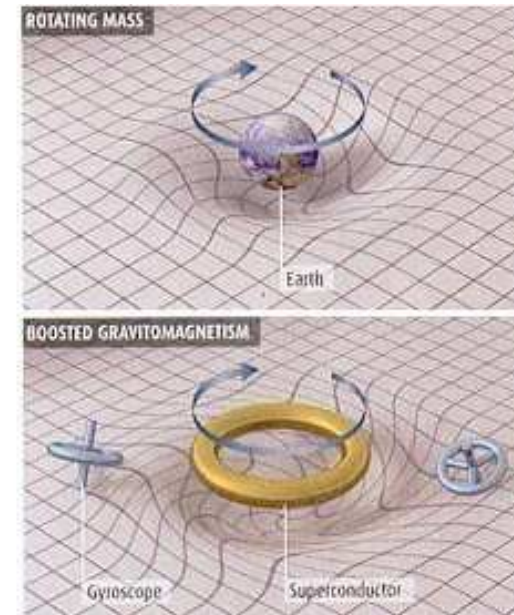 ROTATING MASS
Earth
BOOSTED GRAVITOMAGNETISM
Gyroscope
Superconductor